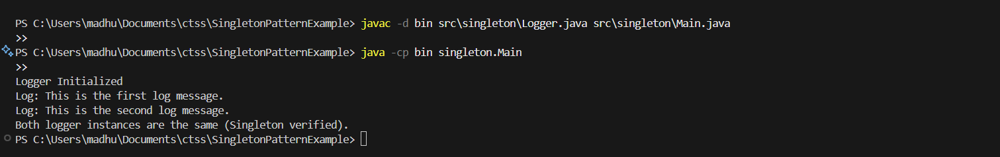 PS C:\Users\madhu\Documents\ctss\SingletonPatternExample> javac -d bin src\singleton\Logger.java src\singleton\Main.java
>>
PS C:\Users\madhu\Documents\ctss\SingletonPatternExample> java -cp bin singleton.Main
>>
Logger Initialized
Log: This is the first log message.
Log: This is the second log message.
Both logger instances are the same (Singleton verified).
PS C:\Users\madhu\Documents\ctss\SingletonPatternExample>